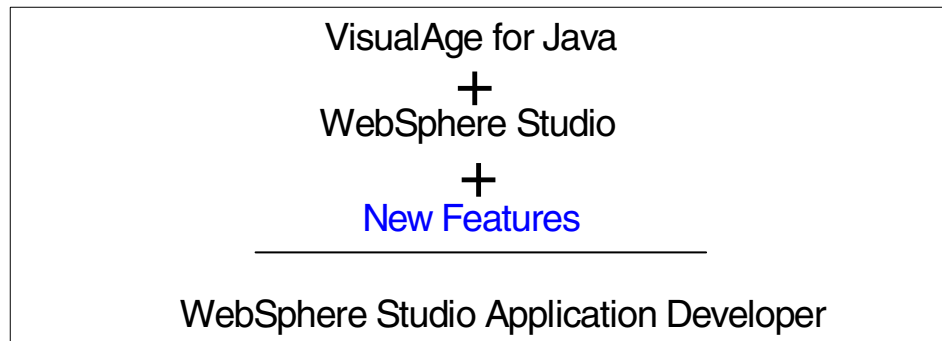 VisualAge for Java
+
WebSphere Studio
+
New Features
WebSphere Studio Application Developer